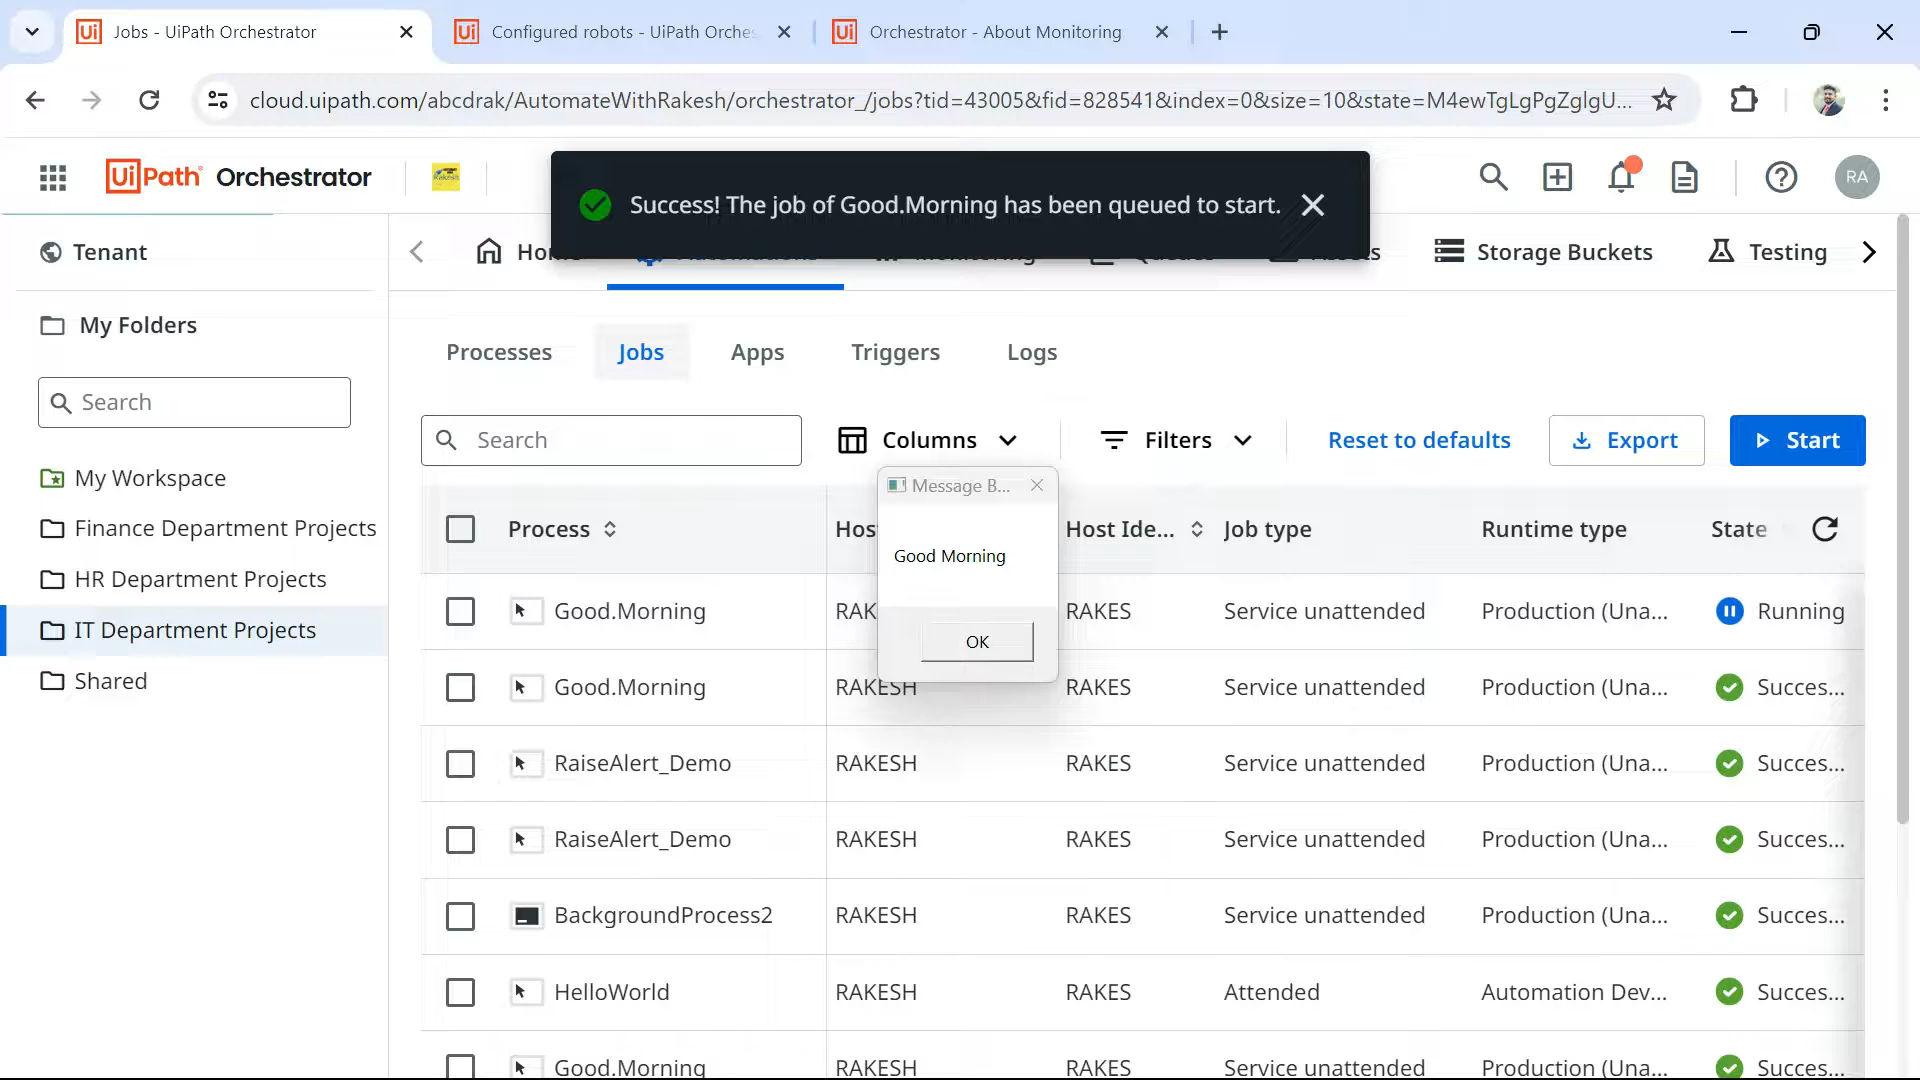 Jobs - UiPath Orchestrator
Configured robots - UiPath Orches
Orchestrator - About Monitoring
cloud.uipath.com/abcdrak/AutomateWithRakesh/orchestrator_/jobs?tid=43005&fid=828541&index=0&size=10&state=M4ewTgLgPgZglgU...
UiPath Orchestrator
Success! The job of Good.Morning has been queued to start.
RA
Tenant
Storage Buckets
Testing
My Folders
Processes
Jobs
Apps
Triggers
Logs
Search
Search
Columns
Filters
Reset to defaults
Export
Start
My Workspace
Finance Department Projects
HR Department Projects
IT Department Projects
Shared
Message B...
Good Morning
OK
Process
Host Ide...
Job type
Runtime type
State
Good.Morning
RAKES
Service unattended
Production (Una...
Running
Good.Morning RAKESH RAKES Service unattended Production (Una... Succes...
RaiseAlert_Demo RAKESH RAKES Service unattended Production (Una... Succes...
RaiseAlert_Demo RAKESH RAKES Service unattended Production (Una... Succes...
BackgroundProcess2 RAKESH RAKES Service unattended Production (Una... Succes...
HelloWorld RAKESH RAKES Attended Automation Dev... Succes...
Good.Morning RAKESH RAKES Service unattended Production (Una... Succes...